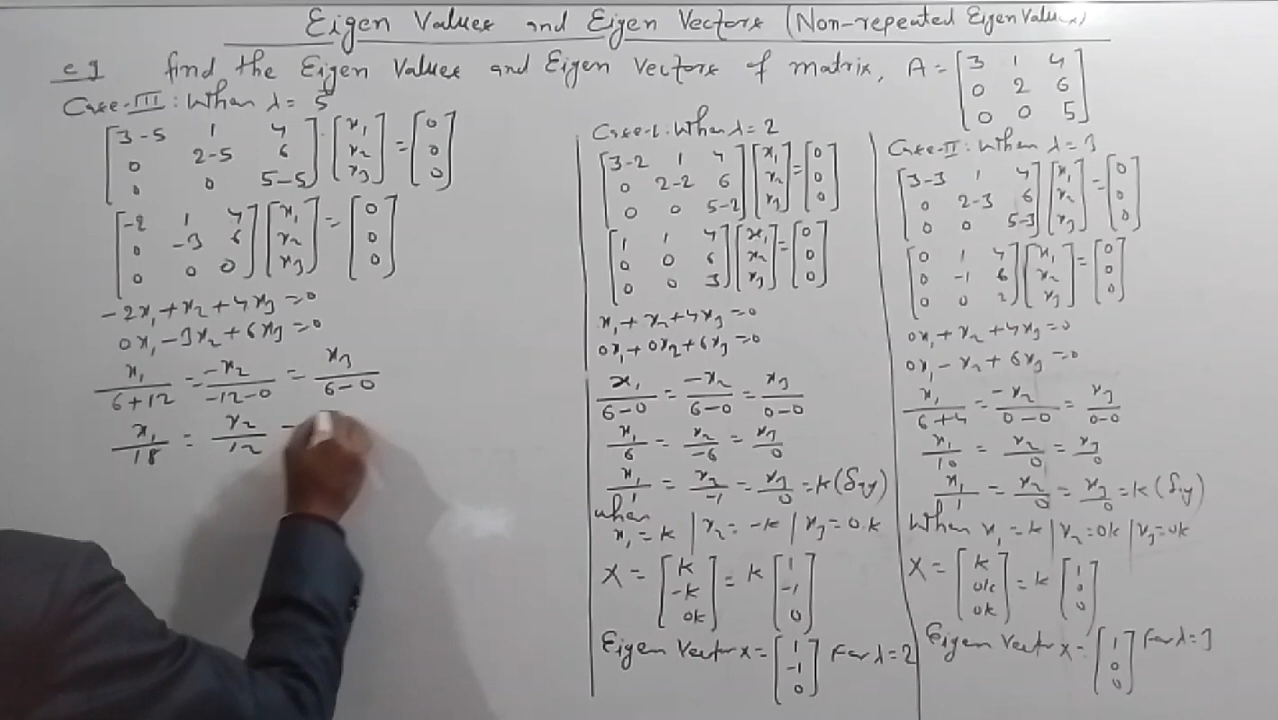 Eigen Values and Eigen Vectors (Non-repeated Eigen Values)
eg find the Eigen Values and Eigen Vectors of matrix, A = [3 1 4
0 2 6
0 0 5]
Case-III: When λ = 5
[3-5 1 4
0 2-5 6
0 0 5-5] . [x₁
x₂
x₃] = [0
0
0]
[-2 1 4
0 -3 6
0 0 0] [x₁
x₂
x₃] = [0
0
0]
-2x₁ + x₂ + 4x₃ = 0
0x₁ - 3x₂ + 6x₃ = 0
x₁/6+12 = -x₂/-12-0 = x₃/6-0
x₁/18 = x₂/12 =
Case-I: When λ = 2
[3-2 1 4
0 2-2 6
0 0 5-2] [x₁
x₂
x₃] = [0
0
0]
[1 1 4
0 0 6
0 0 3] [x₁
x₂
x₃] = [0
0
0]
x₁ + x₂ + 4x₃ = 0
0x₁ + 0x₂ + 6x₃ = 0
x₁/6-0 = -x₂/6-0 = x₃/0-0
x₁/6 = x₂/-6 = x₃/0
x₁/1 = x₂/-1 = x₃/0 = k (Say)
when
x₁ = k | x₂ = -k | x₃ = 0.k
X = [k
-k
0k] = k [1
-1
0]
Eigen Vector X = [1
-1
0] For λ = 2
Case-II: When λ = 3
[3-3 1 4
0 2-3 6
0 0 5-3] [x₁
x₂
x₃] = [0
0
0]
[0 1 4
0 -1 6
0 0 2] [x₁
x₂
x₃] = [0
0
0]
0x₁ + x₂ + 4x₃ = 0
0x₁ - x₂ + 6x₃ = 0
x₁/6+4 = -x₂/0-0 = x₃/0-0
x₁/10 = x₂/0 = x₃/0
x₁/1 = x₂/0 = x₃/0 = k (Say)
When x₁ = k | x₂ = 0k | x₃ = 0k
X = [k
0k
0k] = k [1
0
0]
Eigen Vector X = [1
0
0] For λ = 3